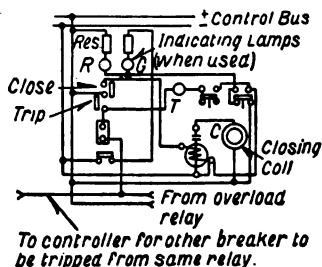 ± Control Bus
Res.
Indicating Lamps
R
G
(when used)
Close
Trip
T
C
Closing
Coil
From overload
relay
To controller for other breaker to
be tripped from same relay.